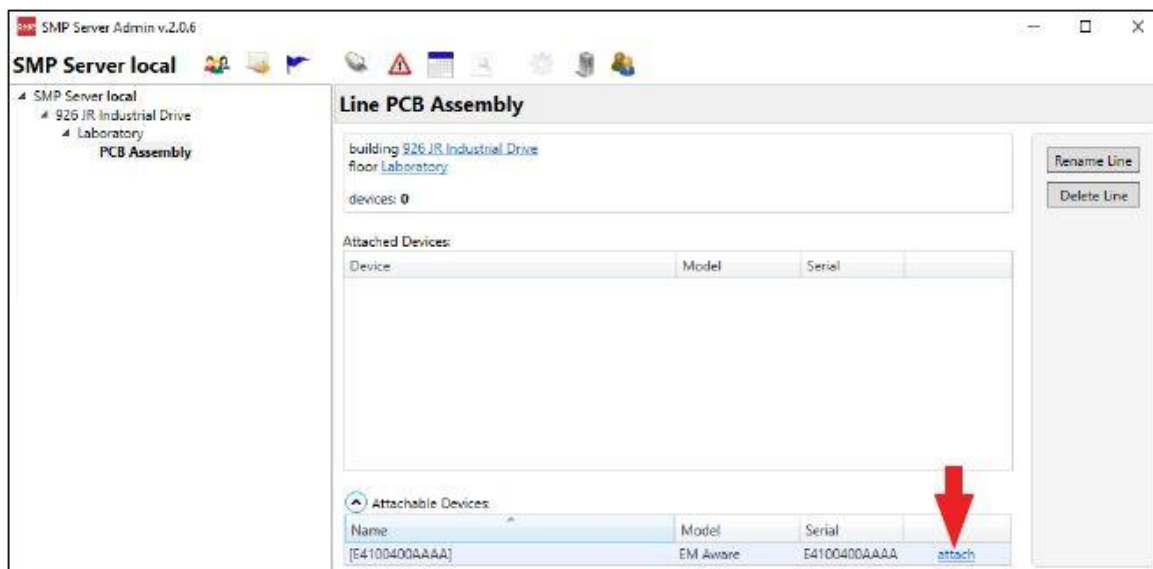 SMP Server Admin v.2.0.6
SMP Server local
SMP Server local
926 JR Industrial Drive
Laboratory
PCB Assembly
Line PCB Assembly
building 926 JR Industrial Drive
floor Laboratory
devices: 0
Rename Line
Delete Line
Attached Devices:
Device Model Serial
Attachable Devices:
Name Model Serial
[E4100400AAAA] EM Aware E4100400AAAA attach